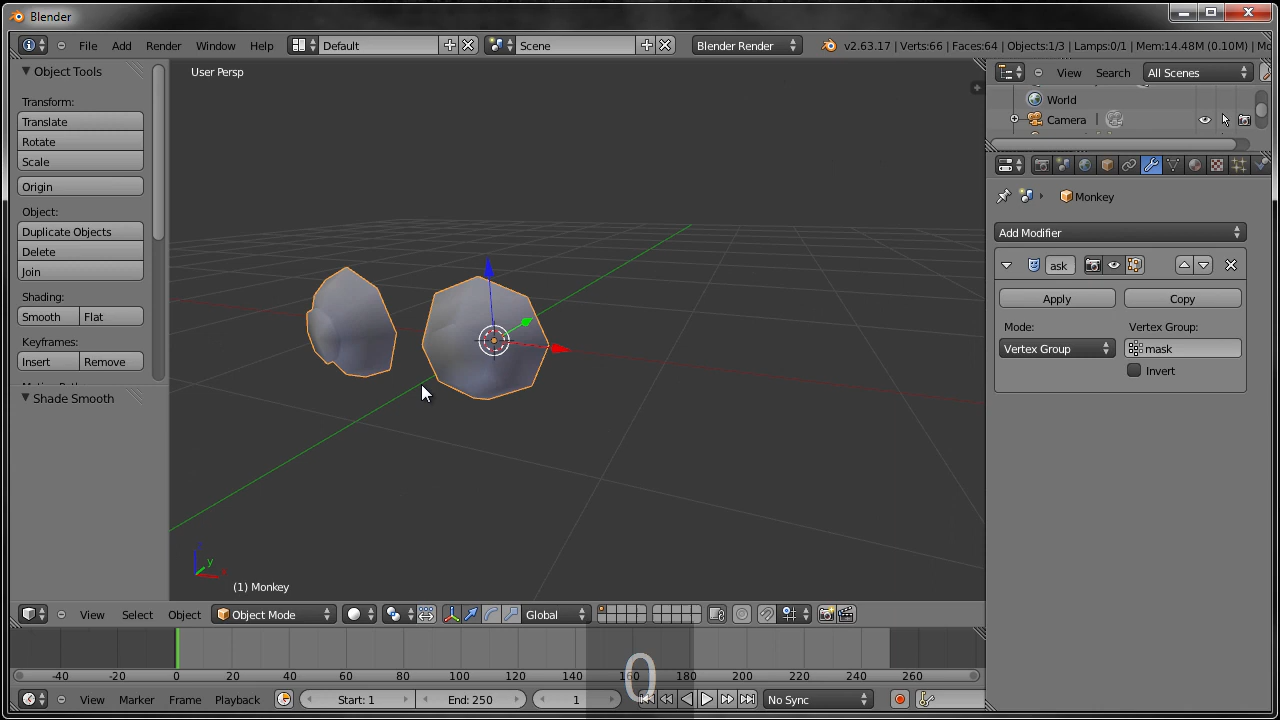 Blender
File Add Render Window Help Default Scene Blender Render v2.63.17 | Verts:66 | Faces:64 | Objects:1/3 | Lamps:0/1 | Mem:14.48M (0.10M) | Mo
Object Tools
Transform:
Translate
Rotate
Scale
Origin
Object:
Duplicate Objects
Delete
Join
Shading:
Smooth Flat
Keyframes:
Insert Remove
Shade Smooth
User Persp
z
y
(1) Monkey
View Search All Scenes
World
Camera
Monkey
Add Modifier
ask
Apply Copy
Mode: Vertex Group:
Vertex Group mask
Invert
View Select Object Object Mode Global
-40 -20 0 20 40 60 80 100 120 140 160 180 200 220 240 260
0
View Marker Frame Playback Start: 1 End: 250 1 No Sync